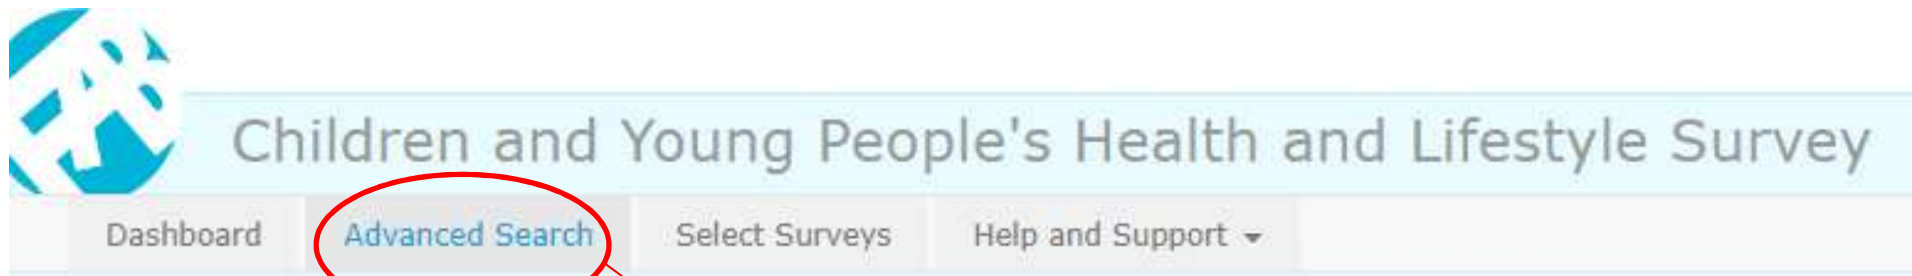 Children and Young People's Health and Lifestyle Survey
Dashboard Advanced Search Select Surveys Help and Support